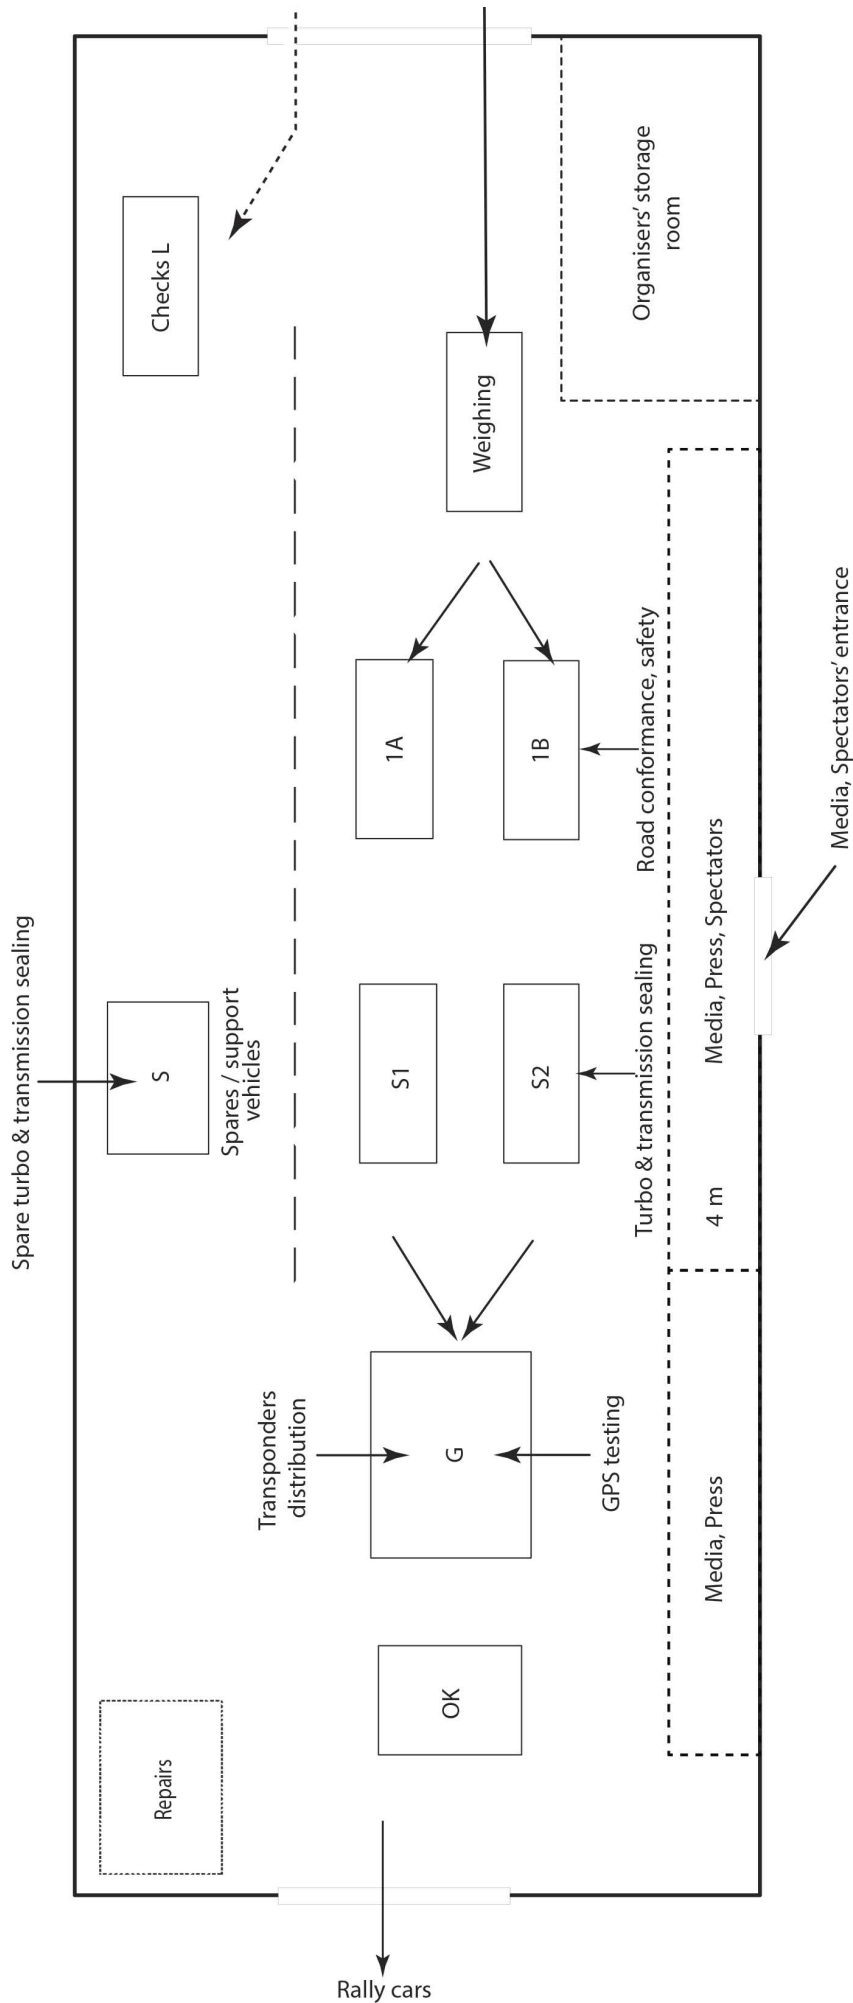 Spare turbo & transmission sealing
Repairs
S
Spares / support
vehicles
Checks L
Transponders
distribution
OK
G
GPS testing
S1
S2
Turbo & transmission sealing
1A
1B
Road conformance, safety
Weighing
Organisers’ storage
room
Media, Press
4 m
Media, Press, Spectators
Media, Spectators’ entrance
Rally cars